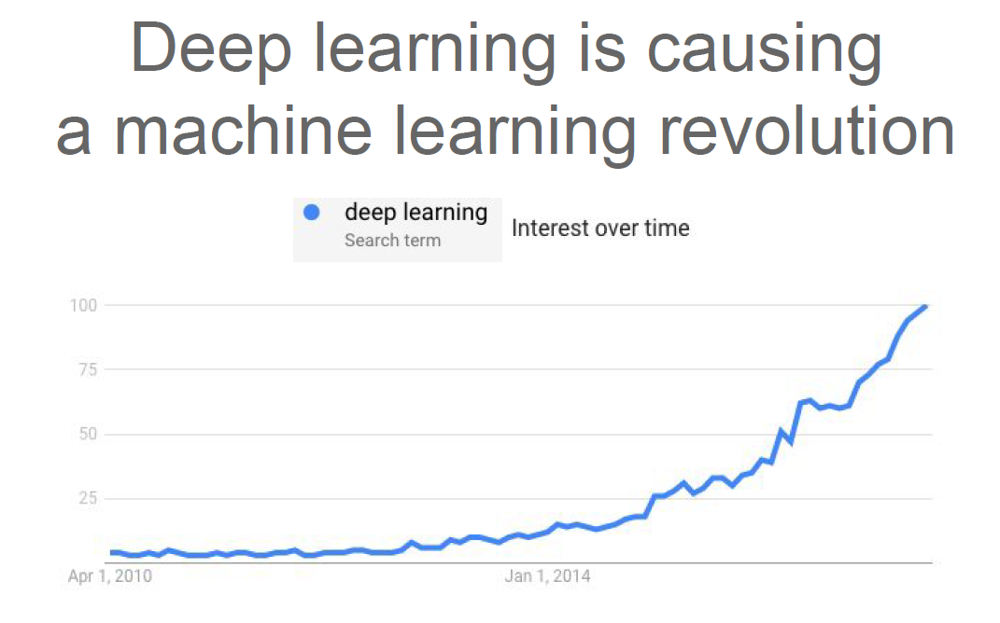 Deep learning is causing
a machine learning revolution
deep learning
Search term
Interest over time
100
75
50
25
Apr 1, 2010
Jan 1, 2014